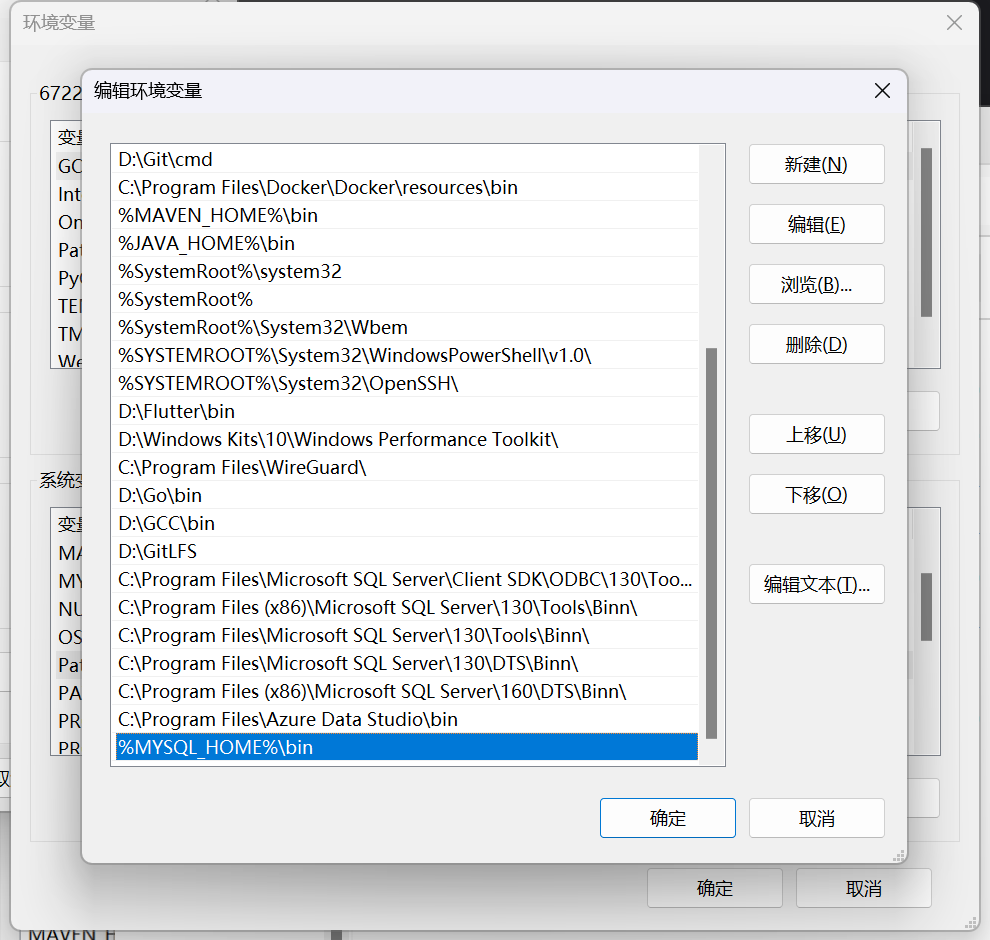 环境变量
编辑环境变量
6722
变量
GO
Int
On
Pat
PyC
TEM
TM
D:\Git\cmd
C:\Program Files\Docker\Docker\resources\bin
%MAVEN_HOME%\bin
%JAVA_HOME%\bin
%SystemRoot%\system32
%SystemRoot%
%SystemRoot%\System32\Wbem
%SYSTEMROOT%\System32\WindowsPowerShell\v1.0\
%SYSTEMROOT%\System32\OpenSSH\
D:\Flutter\bin
D:\Windows Kits\10\Windows Performance Toolkit\
C:\Program Files\WireGuard\
D:\Go\bin
D:\GCC\bin
D:\GitLFS
C:\Program Files\Microsoft SQL Server\Client SDK\ODBC\130\Too...
C:\Program Files (x86)\Microsoft SQL Server\130\Tools\Binn\
C:\Program Files\Microsoft SQL Server\130\Tools\Binn\
C:\Program Files\Microsoft SQL Server\130\DTS\Binn\
C:\Program Files (x86)\Microsoft SQL Server\160\DTS\Binn\
C:\Program Files\Azure Data Studio\bin
%MYSQL_HOME%\bin
新建(N)
编辑(E)
浏览(B)...
删除(D)
上移(U)
下移(O)
编辑文本(T)...
系统变
变量
MA
MY
NU
OS
Pat
PA
PR
PR
确定
取消
确定
取消
MAVEN_H